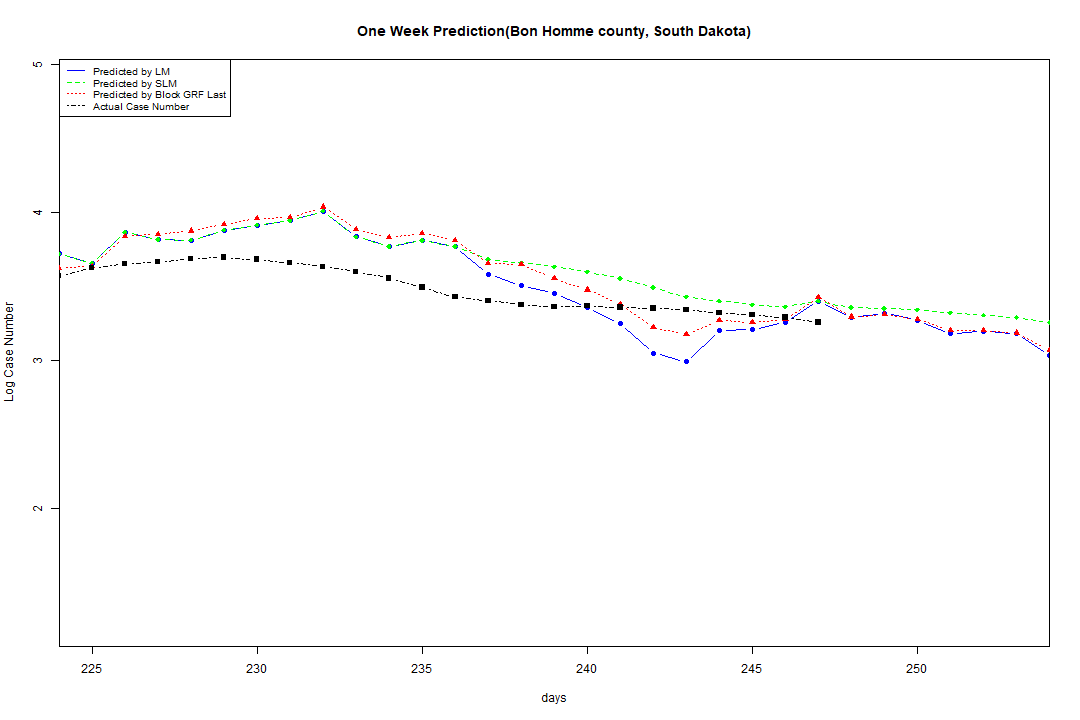 One Week Prediction(Bon Homme county, South Dakota)
Predicted by LM
Predicted by SLM
Predicted by Block GRF Last
Actual Case Number
5
4
3
2
Log Case Number
225 230 235 240 245 250
days